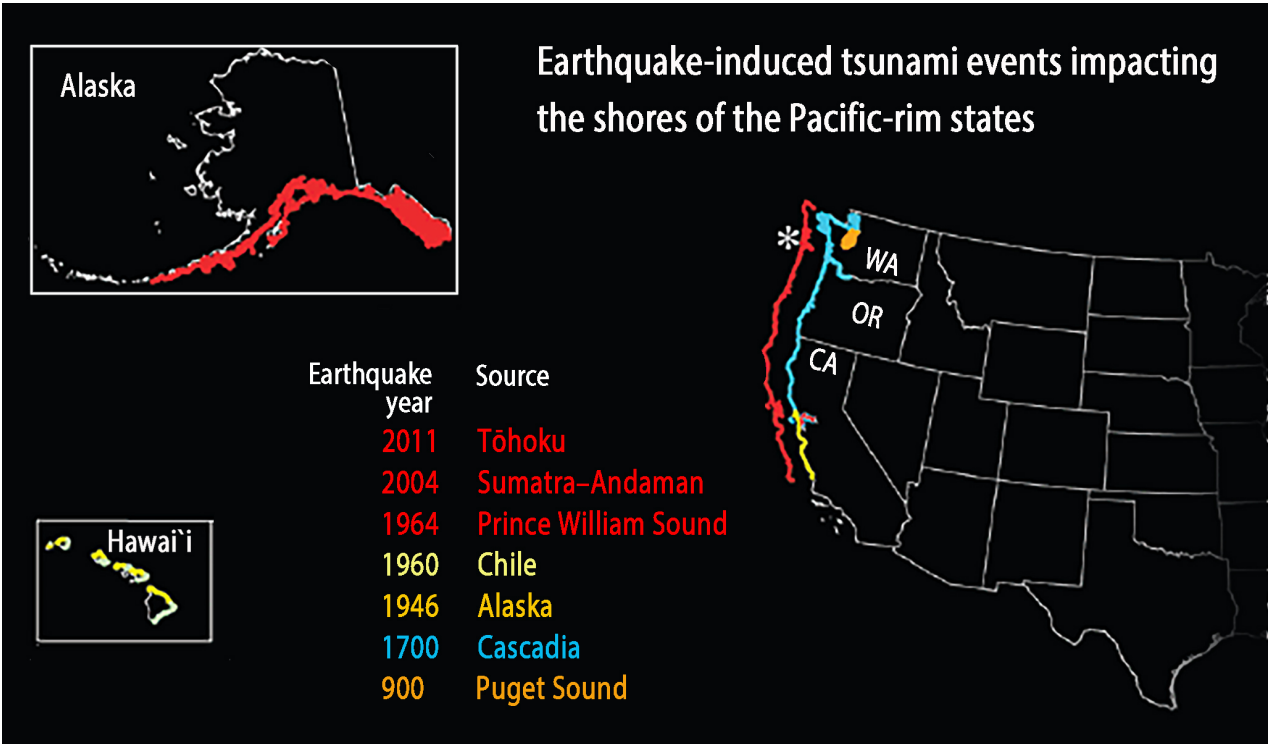 Earthquake-induced tsunami events impacting
the shores of the Pacific-rim states
Alaska
*
WA
OR
CA
Earthquake year Source
2011 Tōhoku
2004 Sumatra–Andaman
1964 Prince William Sound
1960 Chile
1946 Alaska
1700 Cascadia
900 Puget Sound
Hawai`i